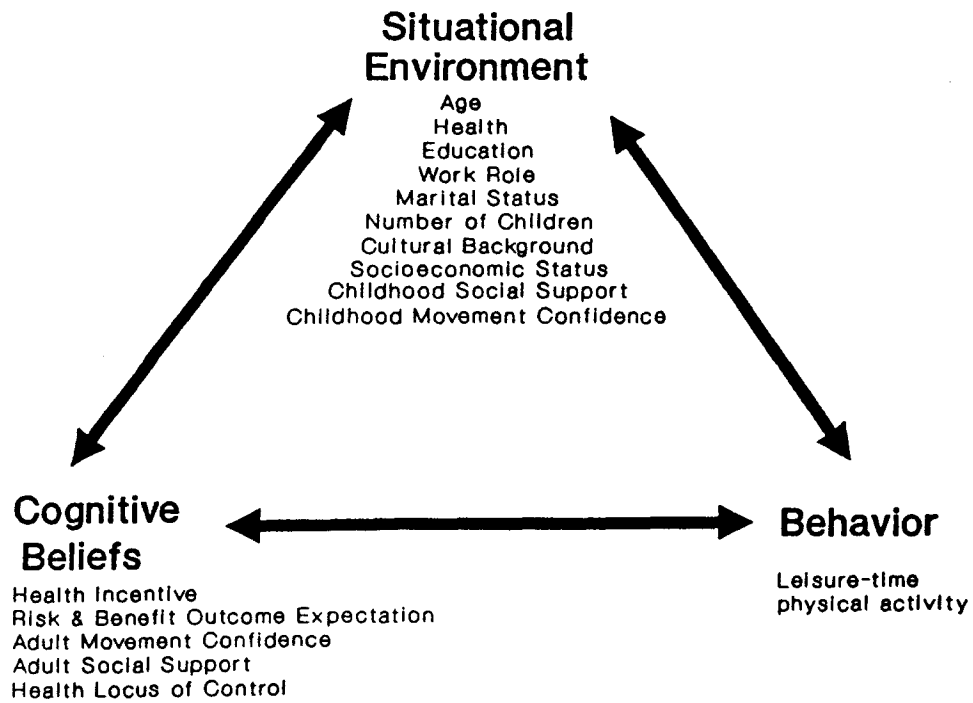 Situational
Environment
Age
Health
Education
Work Role
Marital Status
Number of Children
Cultural Background
Socioeconomic Status
Childhood Social Support
Childhood Movement Confidence
Cognitive
Beliefs
Health Incentive
Risk & Benefit Outcome Expectation
Adult Movement Confidence
Adult Social Support
Health Locus of Control
Behavior
Leisure-time
physical activity